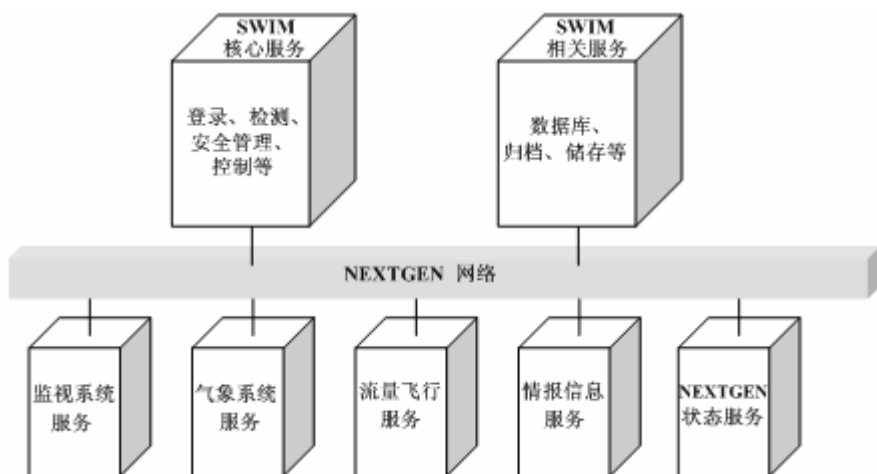 SWIM
核心服务
登录、检测、
安全管理、
控制等
SWIM
相关服务
数据库、
归档、储存等
NEXTGEN 网络
监视系统
服务
气象系统
服务
流量飞行
服务
情报信息
服务
NEXTGEN
状态服务